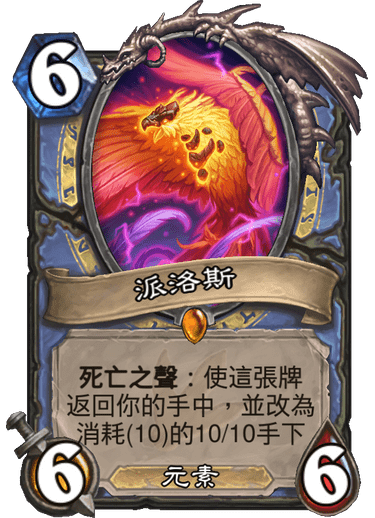 6
派洛斯
死亡之聲：使這張牌
返回你的手中，並改為
消耗(10)的10/10手下
6
元素
6